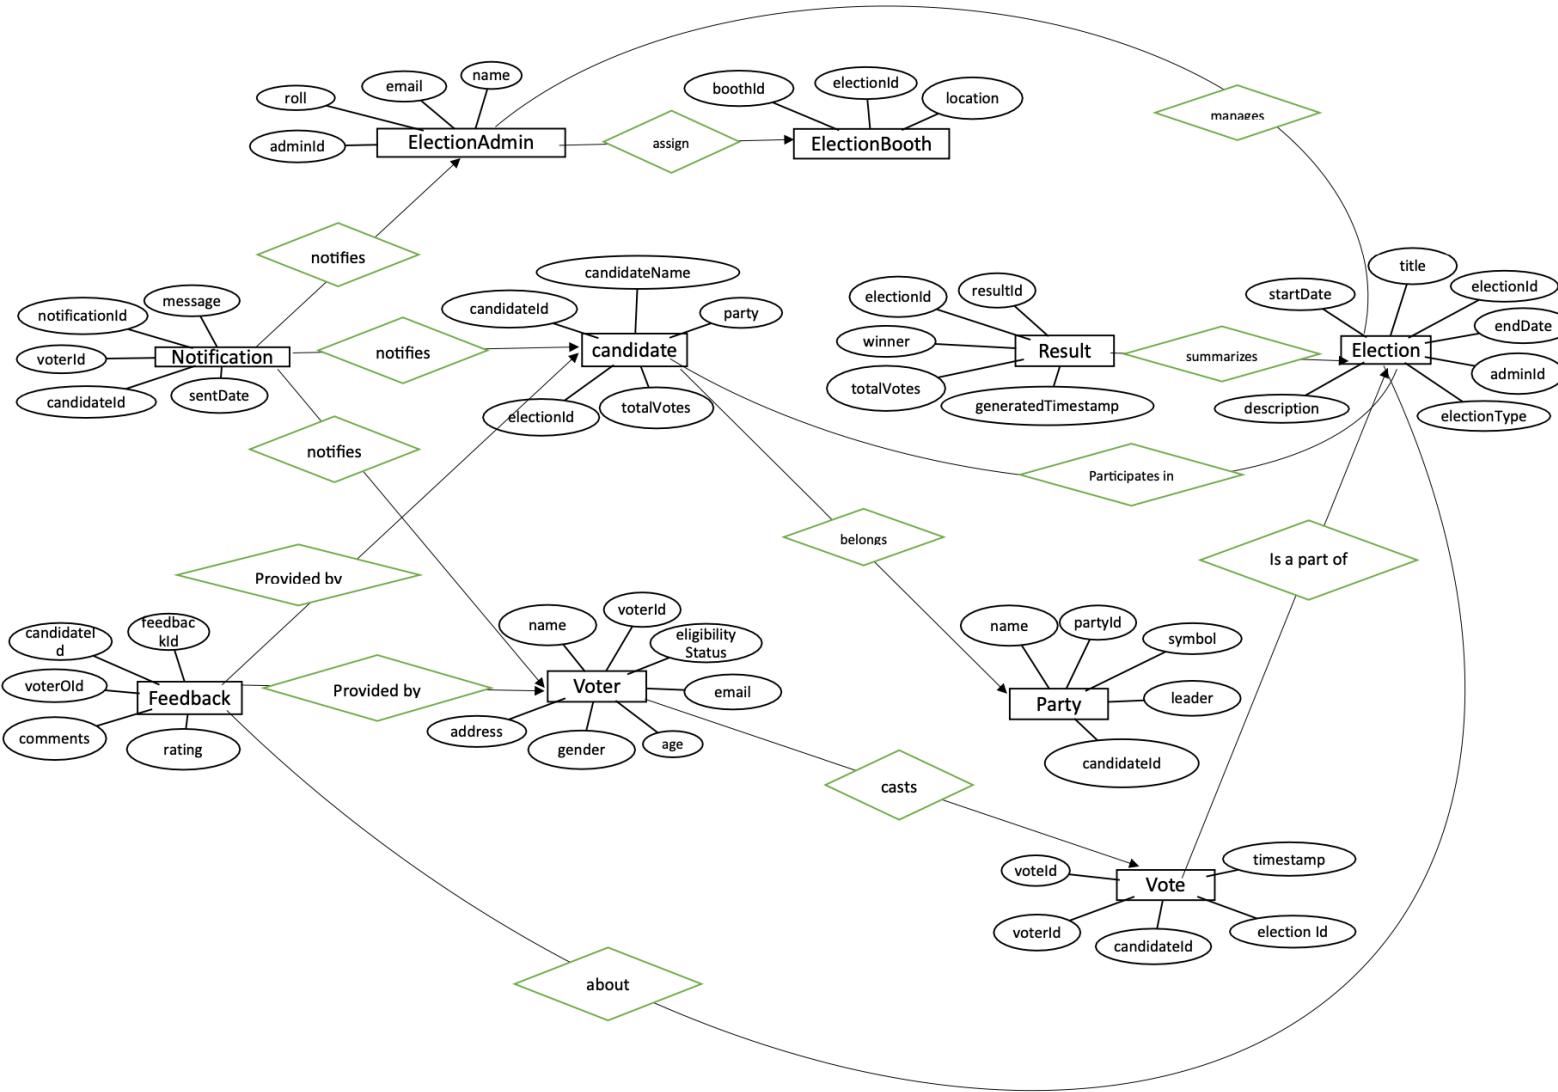 name
email
roll
adminId
ElectionAdmin
assign
boothId
electionId
location
ElectionBooth
manages
notifies
message
notificationId
voterId
candidateId
sentDate
Notification
notifies
notifies
candidateName
candidateId
party
candidate
electionId
totalVotes
electionId
resultId
winner
totalVotes
generatedTimestamp
Result
summarizes
title
startDate
electionId
endDate
adminId
electionType
description
Election
Participates in
belongs
Is a part of
Provided by
candidateI
d
feedbac
kId
voterOId
comments
rating
Feedback
Provided by
name
voterId
eligibility
Status
email
address
gender
age
Voter
name
partyId
symbol
leader
candidateId
Party
casts
voteId
timestamp
voterId
candidateId
election Id
Vote
about